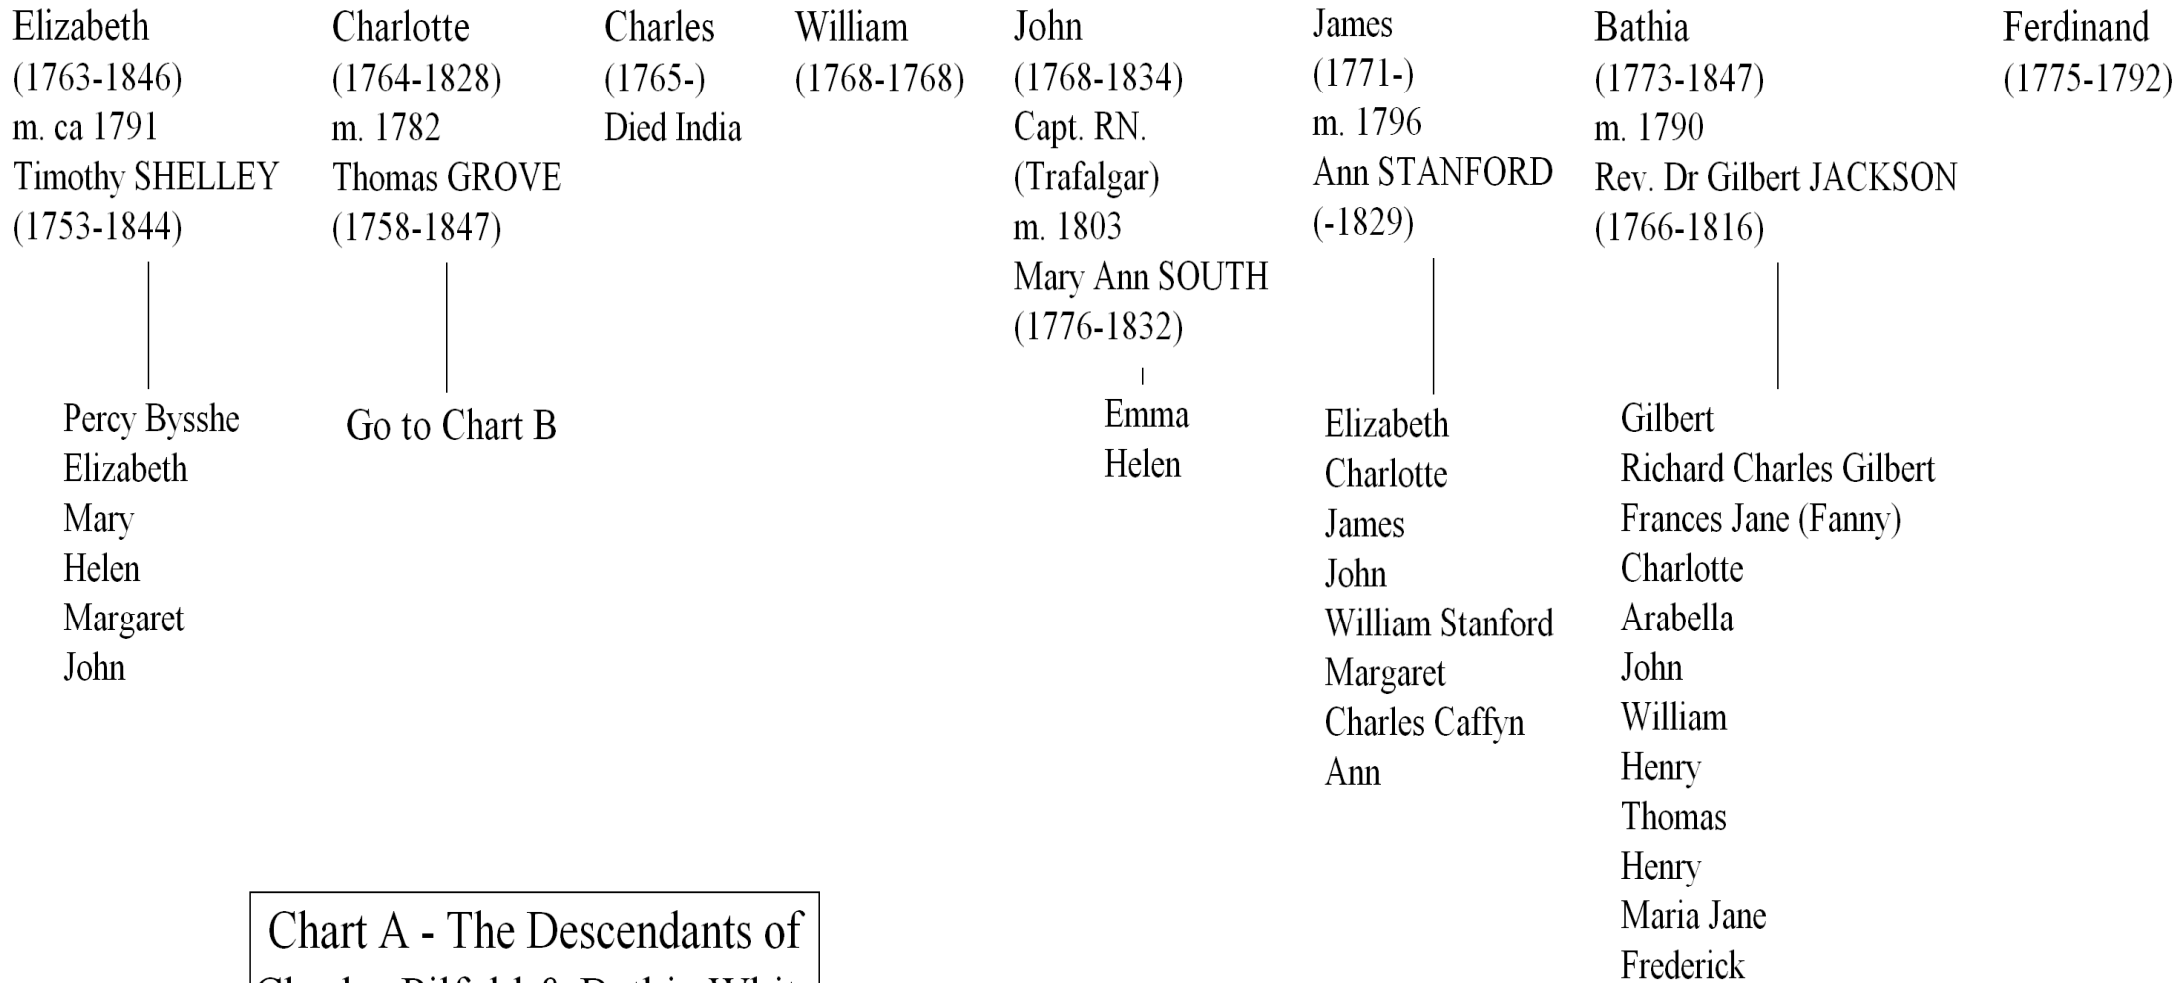 Elizabeth
(1763-1846)
m. ca 1791
Timothy SHELLEY
(1753-1844)
Percy Bysshe
Elizabeth
Mary
Helen
Margaret
John
Charlotte
(1764-1828)
m. 1782
Thomas GROVE
(1758-1847)
Go to Chart B
Charles
(1765-)
Died India
William
(1768-1768)
John
(1768-1834)
Capt. RN.
(Trafalgar)
m. 1803
Mary Ann SOUTH
(1776-1832)
Emma
Helen
James
(1771-)
m. 1796
Ann STANFORD
(-1829)
Elizabeth
Charlotte
James
John
William Stanford
Margaret
Charles Caffyn
Ann
Bathia
(1773-1847)
m. 1790
Rev. Dr Gilbert JACKSON
(1766-1816)
Gilbert
Richard Charles Gilbert
Frances Jane (Fanny)
Charlotte
Arabella
John
William
Henry
Thomas
Henry
Maria Jane
Frederick
Ferdinand
(1775-1792)
Chart A - The Descendants of